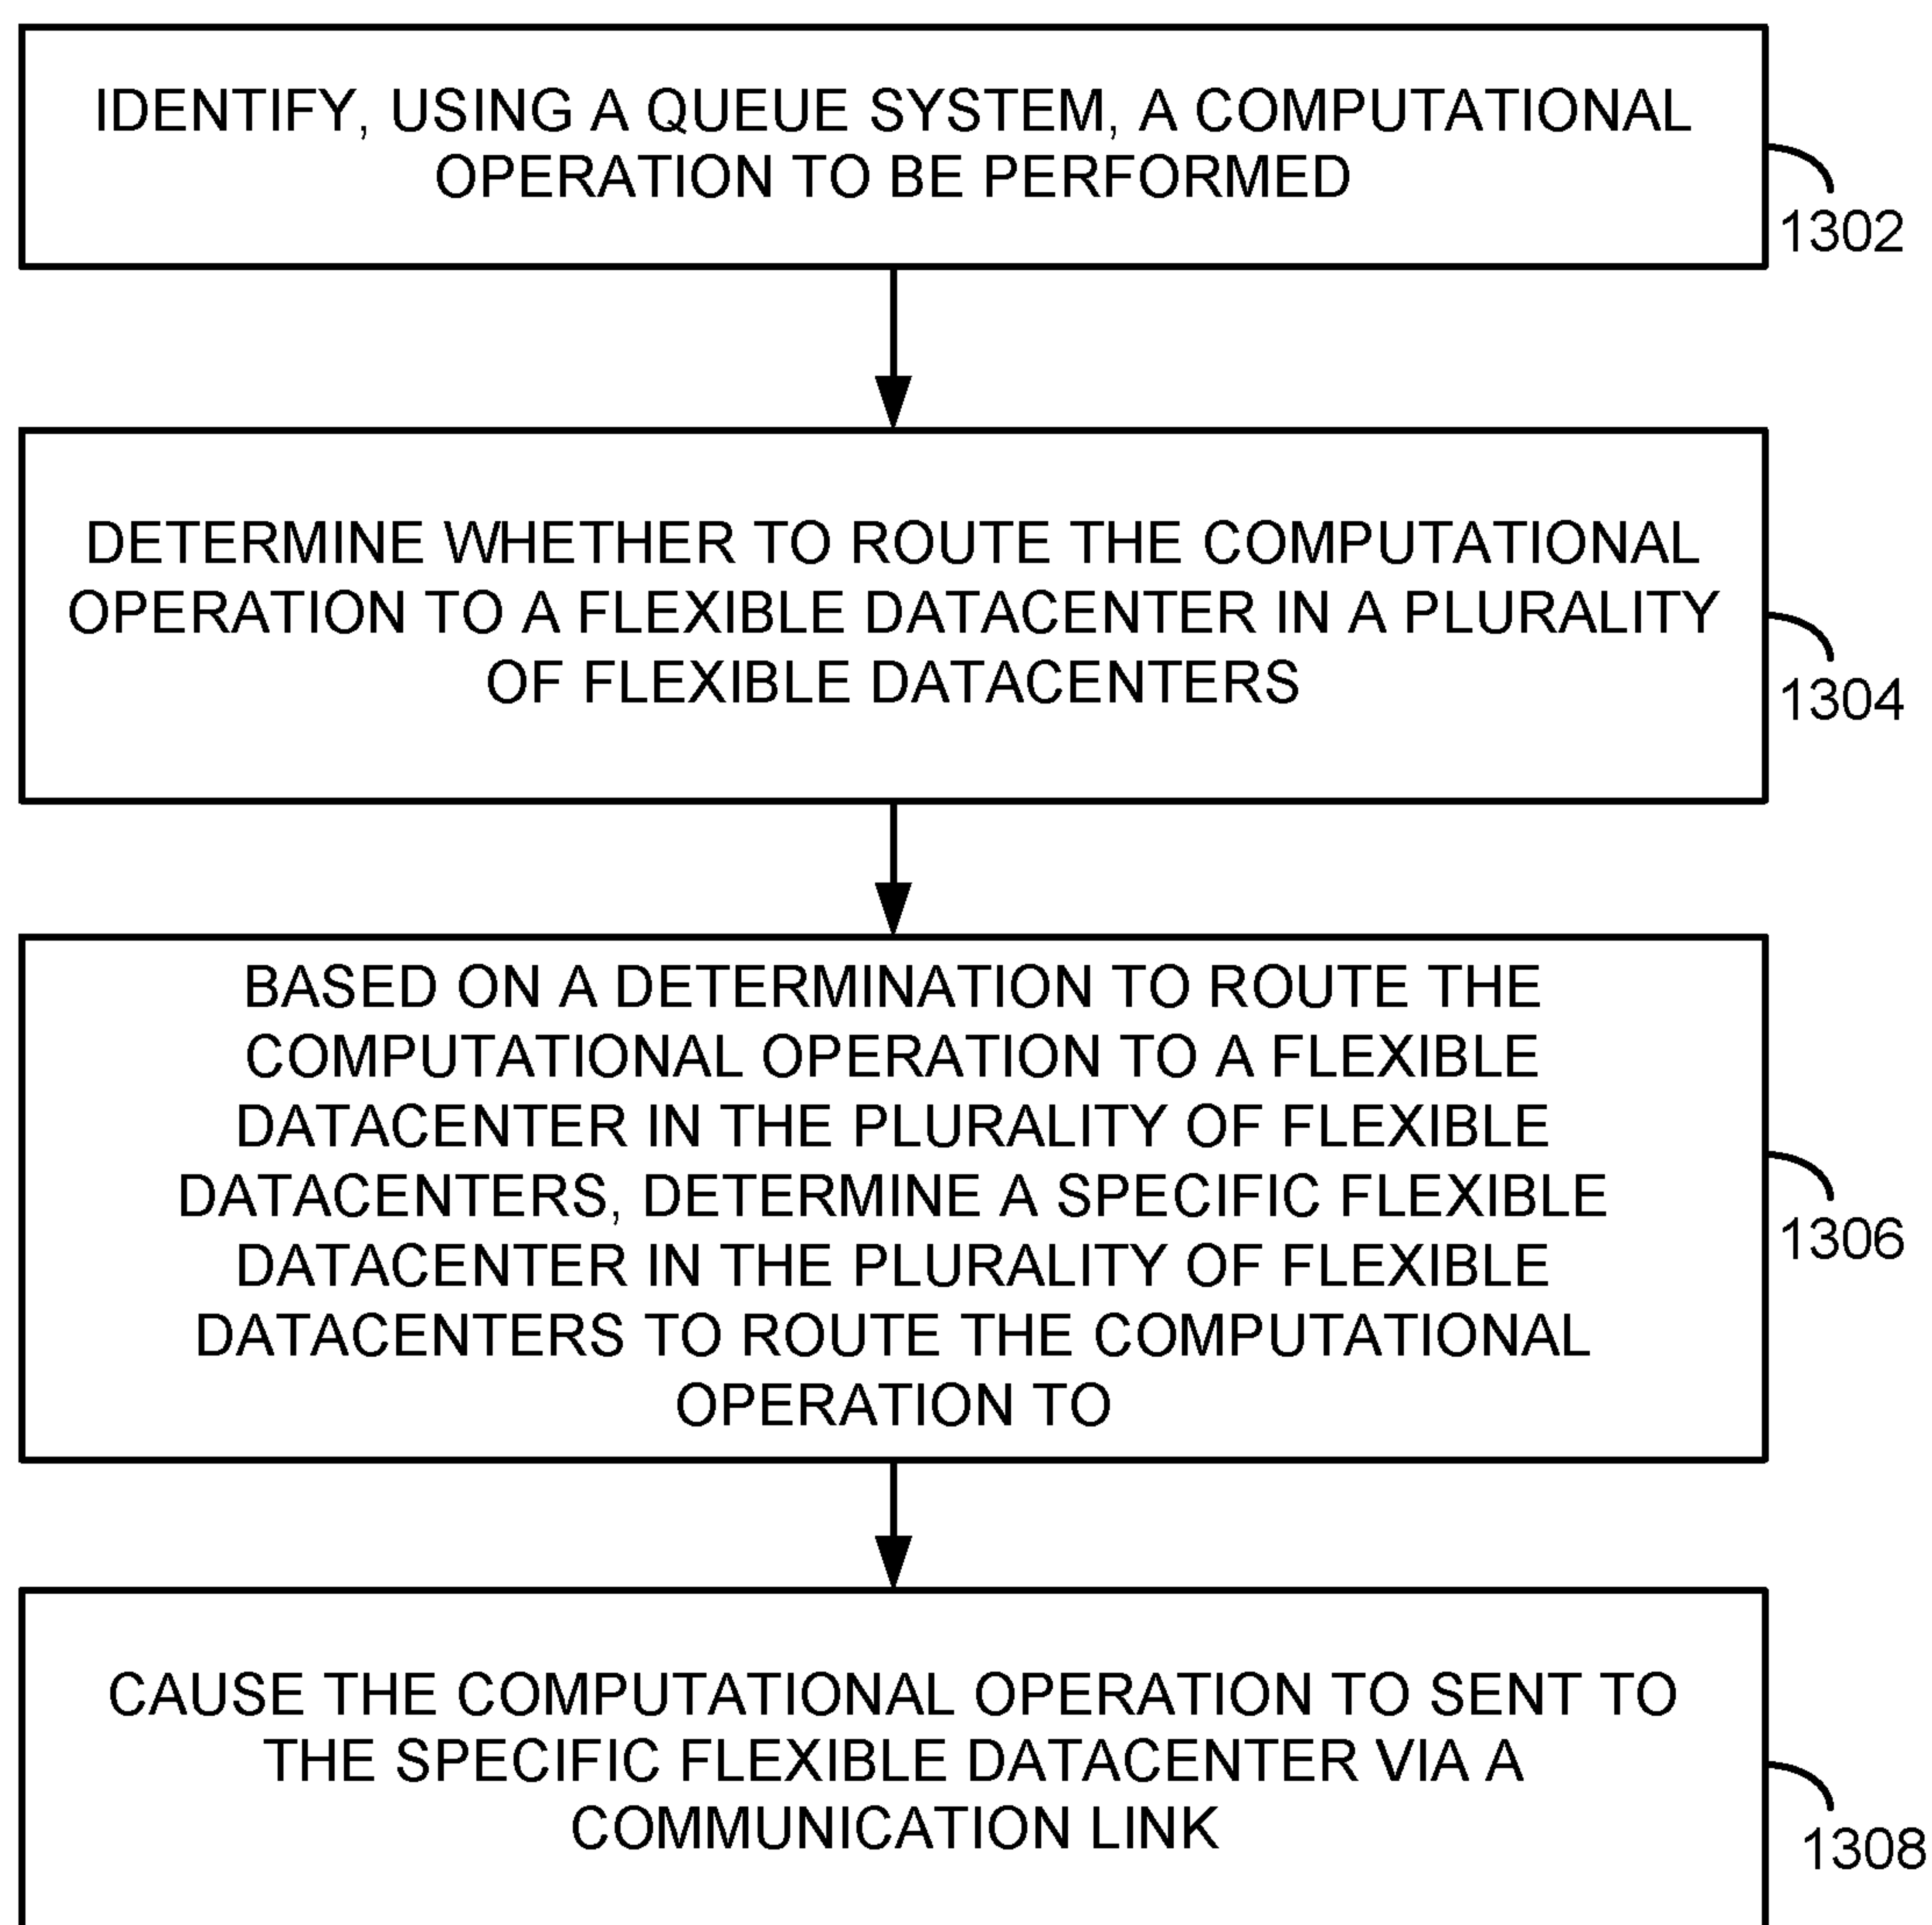 IDENTIFY, USING A QUEUE SYSTEM, A COMPUTATIONAL
OPERATION TO BE PERFORMED
1302
DETERMINE WHETHER TO ROUTE THE COMPUTATIONAL
OPERATION TO A FLEXIBLE DATACENTER IN A PLURALITY
OF FLEXIBLE DATACENTERS
1304
BASED ON A DETERMINATION TO ROUTE THE
COMPUTATIONAL OPERATION TO A FLEXIBLE
DATACENTER IN THE PLURALITY OF FLEXIBLE
DATACENTERS, DETERMINE A SPECIFIC FLEXIBLE
DATACENTER IN THE PLURALITY OF FLEXIBLE
DATACENTERS TO ROUTE THE COMPUTATIONAL
OPERATION TO
1306
CAUSE THE COMPUTATIONAL OPERATION TO SENT TO
THE SPECIFIC FLEXIBLE DATACENTER VIA A
COMMUNICATION LINK
1308